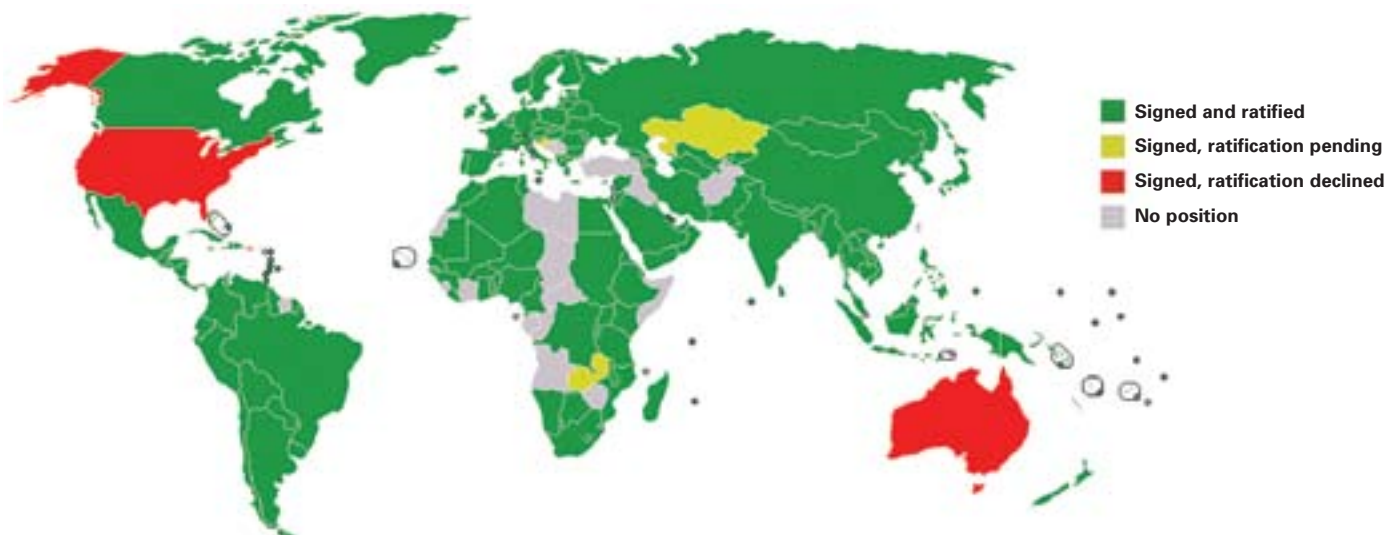 Signed and ratified
Signed, ratification pending
Signed, ratification declined
No position